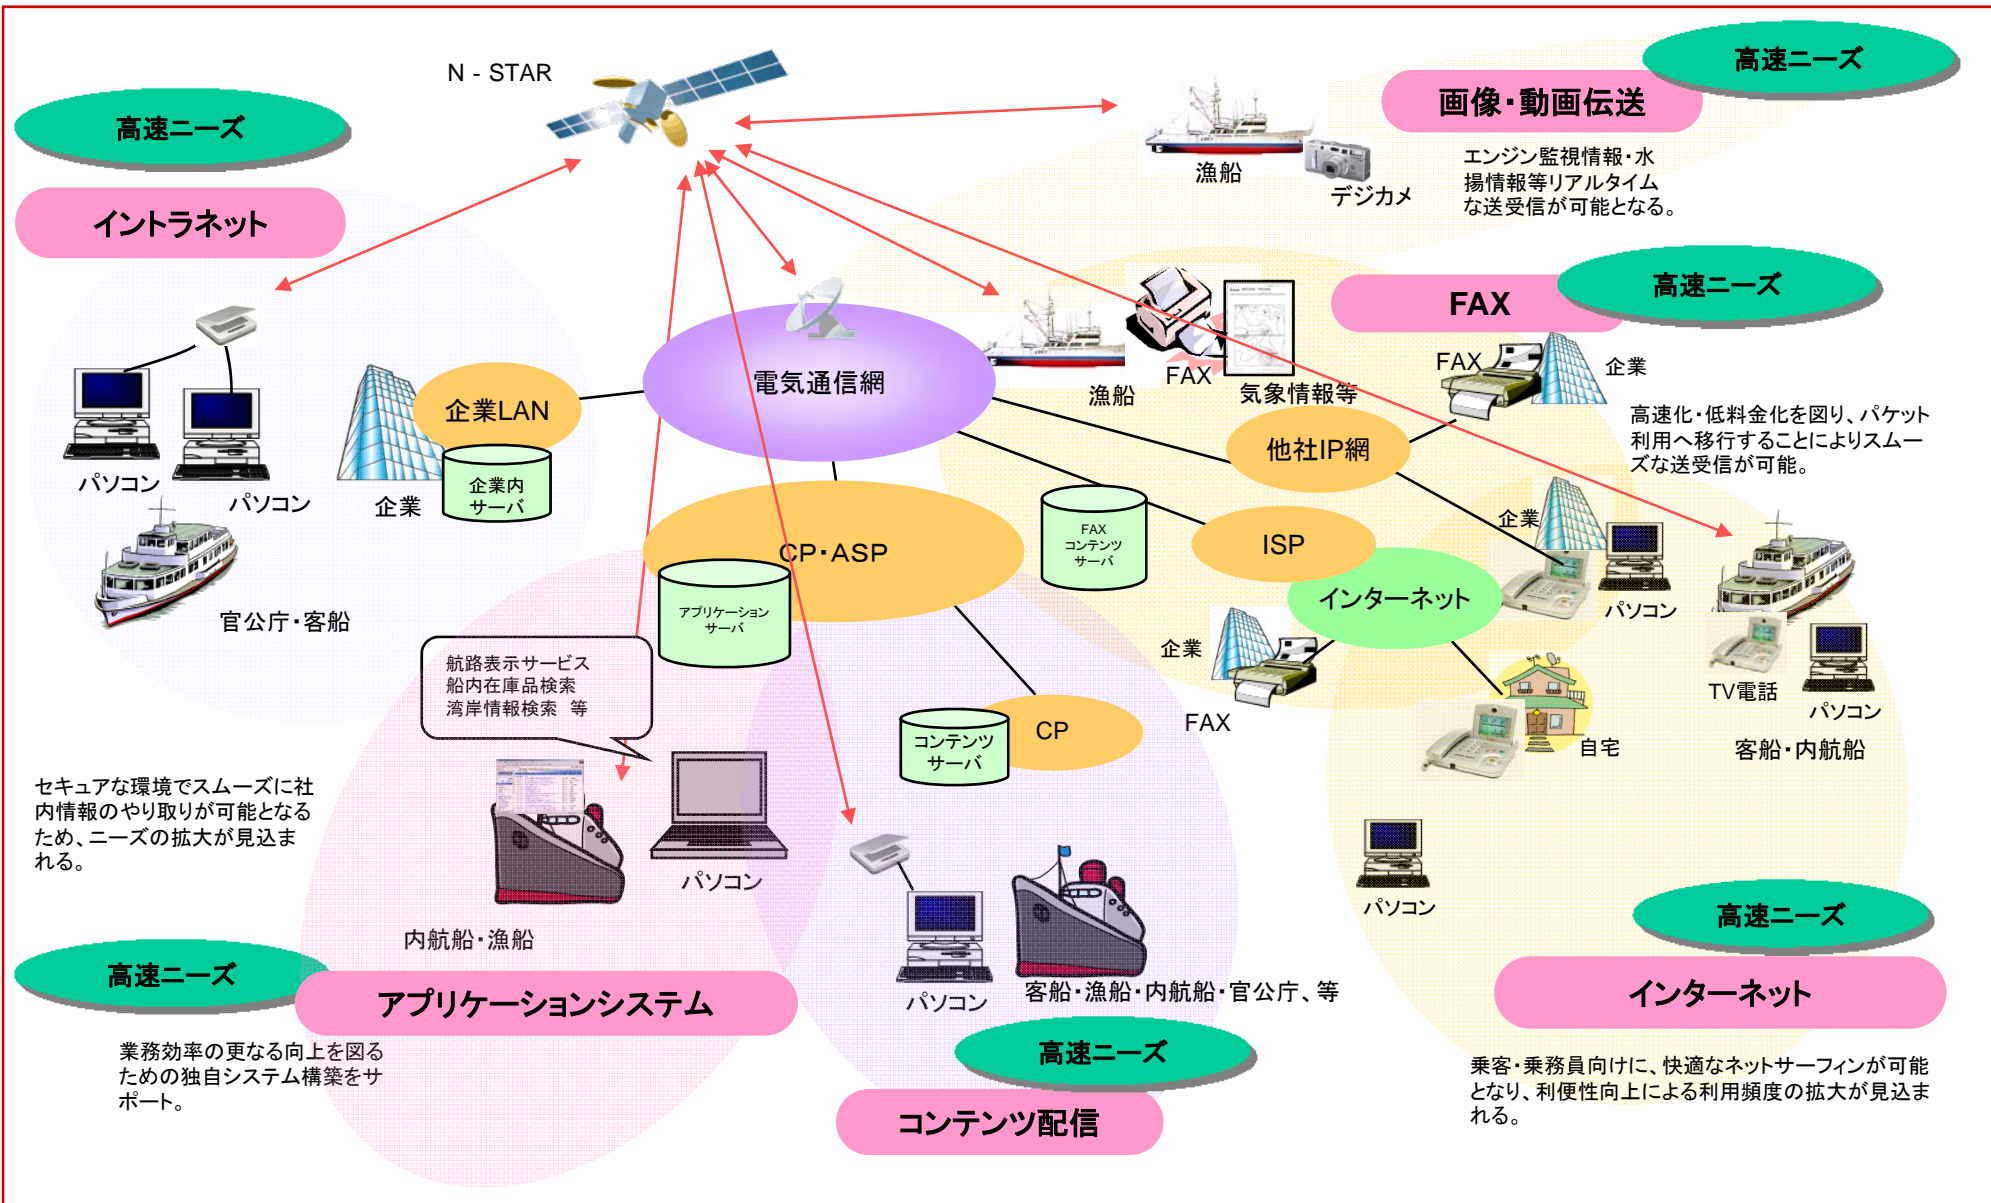 N - STAR
高速ニーズ
イントラネット
パソコン
パソコン
官公庁・客船
企業
企業LAN
企業内
サーバ
セキュアな環境でスムーズに社
内情報のやり取りが可能となる
ため、ニーズの拡大が見込ま
れる。
高速ニーズ
画像・動画伝送
漁船
デジカメ
エンジン監視情報・水
揚情報等リアルタイム
な送受信が可能となる。
電気通信網
高速ニーズ
FAX
漁船
FAX
気象情報等
FAX
企業
高速化・低料金化を図り、パケット
利用へ移行することによりスムー
ズな送受信が可能。
他社IP網
FAX
コンテンツ
サーバ
ISP
インターネット
企業
パソコン
企業
FAX
自宅
TV電話
パソコン
客船・内航船
パソコン
高速ニーズ
インターネット
乗客・乗務員向けに、快適なネットサーフィンが可能
となり、利便性向上による利用頻度の拡大が見込ま
れる。
CP・ASP
アプリケーション
サーバ
航路表示サービス
船内在庫品検索
湾岸情報検索 等
パソコン
内航船・漁船
高速ニーズ
アプリケーションシステム
業務効率の更なる向上を図る
ための独自システム構築をサ
ポート。
CP
コンテンツ
サーバ
パソコン
客船・漁船・内航船・官公庁、等
高速ニーズ
コンテンツ配信